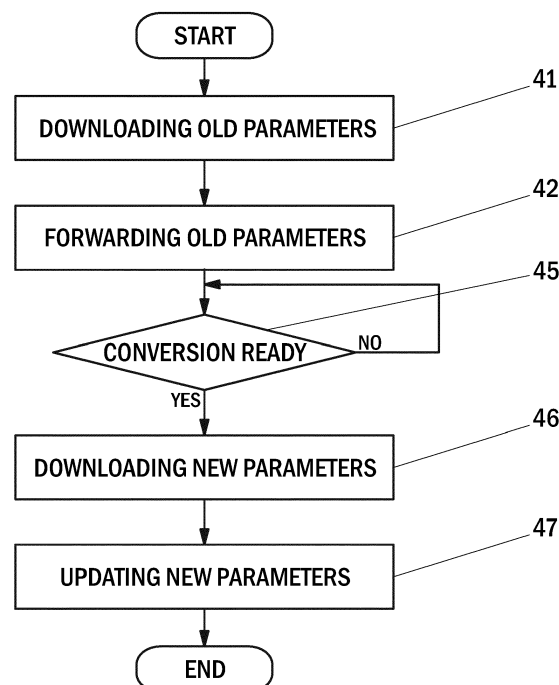 START
41
DOWNLOADING OLD PARAMETERS
42
FORWARDING OLD PARAMETERS
45
CONVERSION READY
NO
YES
46
DOWNLOADING NEW PARAMETERS
47
UPDATING NEW PARAMETERS
END